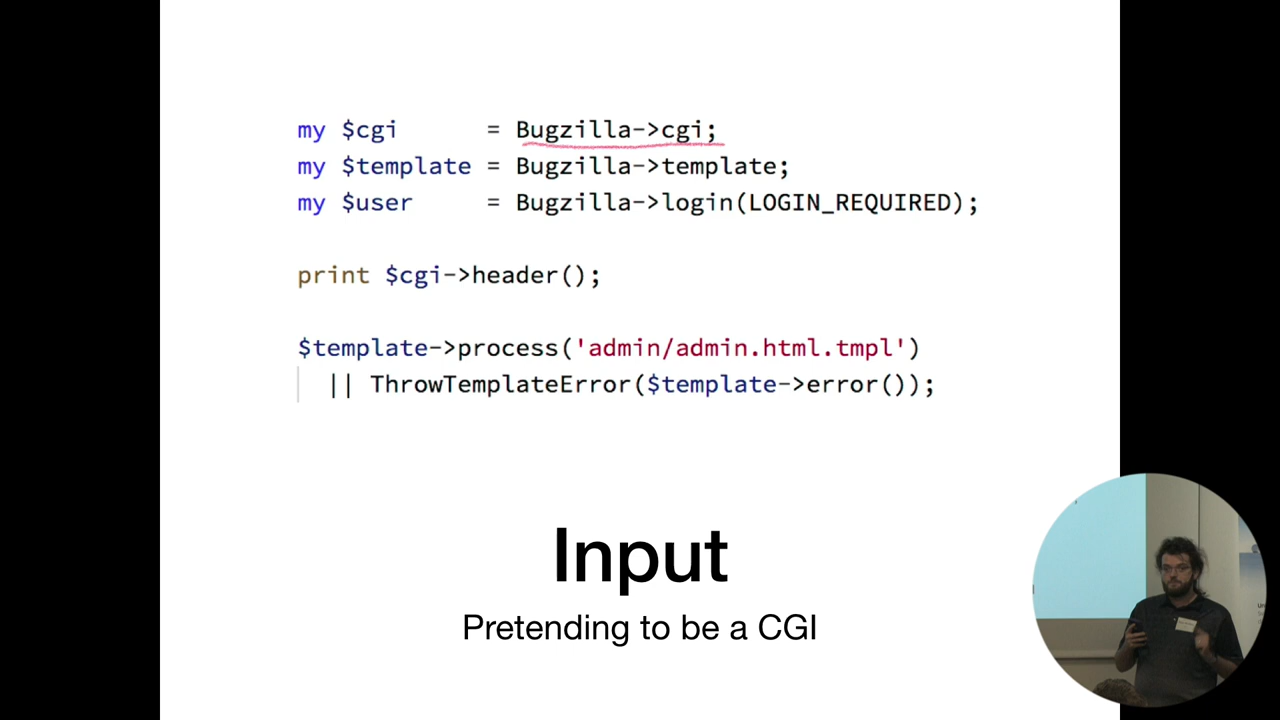 my $cgi      = Bugzilla->cgi;
my $template = Bugzilla->template;
my $user     = Bugzilla->login(LOGIN_REQUIRED);
print $cgi->header();
$template->process('admin/admin.html.tmpl')
  || ThrowTemplateError($template->error());
Input
Pretending to be a CGI